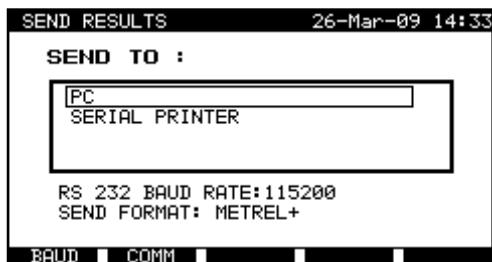 SEND RESULTS 26-Mar-09 14:33
SEND TO :
PC
SERIAL PRINTER
RS 232 BAUD RATE:115200
SEND FORMAT: METREL+
BAUD COMM